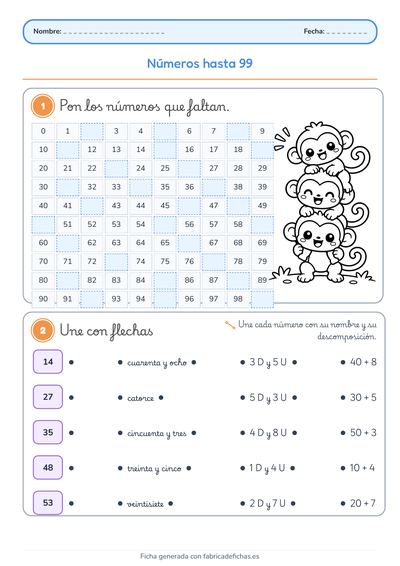 Nombre:
Fecha:
Números hasta 99
1 Pon los números que faltan.
0 1 3 4 6 7 9
10 12 13 14 16 17 18
20 21 22 24 25 27 28 29
30 32 33 35 36 38 39
40 41 43 44 46 47 49
51 52 53 54 56 57 58
60 62 63 64 65 67 68 69
70 71 72 74 75 76 78 79
80 82 83 84 86 87 89
90 91 93 94 96 97 98
2 Une con flechas
Une cada número con su nombre y su
descomposición.
14 cuarenta y ocho 3 D y 5 U 40 + 8
27 catorce 5 D y 3 U 30 + 5
35 cincuenta y tres 4 D y 8 U 50 + 3
48 treinta y cinco 1 D y 4 U 10 + 4
53 veintisiete 2 D y 7 U 20 + 7
Ficha generada con fabricadefichas.es